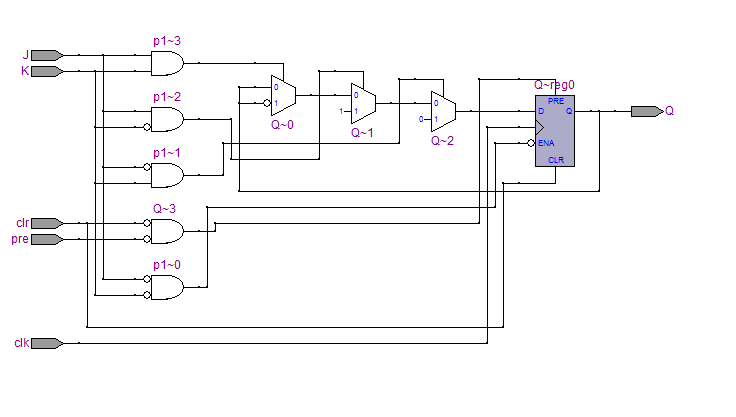 J
K
clr
pre
clk
p1~3
p1~2
p1~1
Q~3
p1~0
0
1
Q~0
0
1
1
Q~1
0
0
1
Q~2
Q~reg0
PRE
D
Q
ENA
CLR
Q